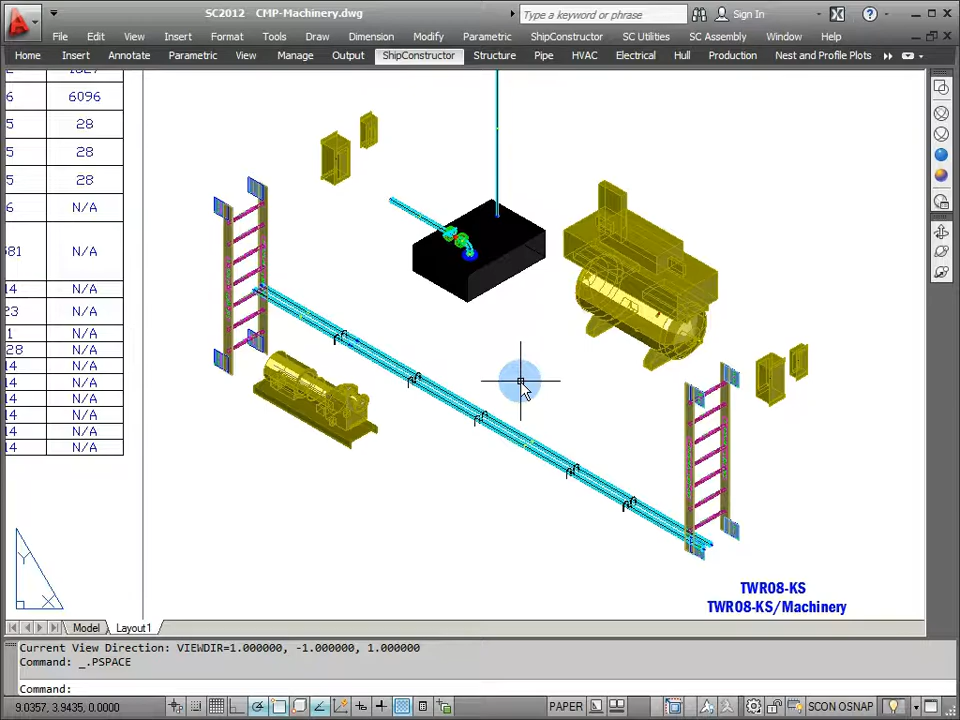 SC2012 CMP-Machinery.dwg
Type a keyword or phrase
Sign In
File Edit View Insert Format Tools Draw Dimension Modify Parametric ShipConstructor SC Utilities SC Assembly Window Help
Home Insert Annotate Parametric View Manage Output ShipConstructor Structure Pipe HVAC Electrical Hull Production Nest and Profile Plots
6 6096
5 28
5 28
5 28
6 N/A
N/A
14 N/A
23 N/A
1 N/A
28 N/A
14 N/A
14 N/A
14 N/A
14 N/A
14 N/A
Y
X
TWR08-KS
TWR08-KS/Machinery
Model Layout1
Current View Direction: VIEWDIR=1.000000, -1.000000, 1.000000
Command: _.PSPACE
Command:
9.0357, 3.9435, 0.0000
PAPER
SCON OSNAP